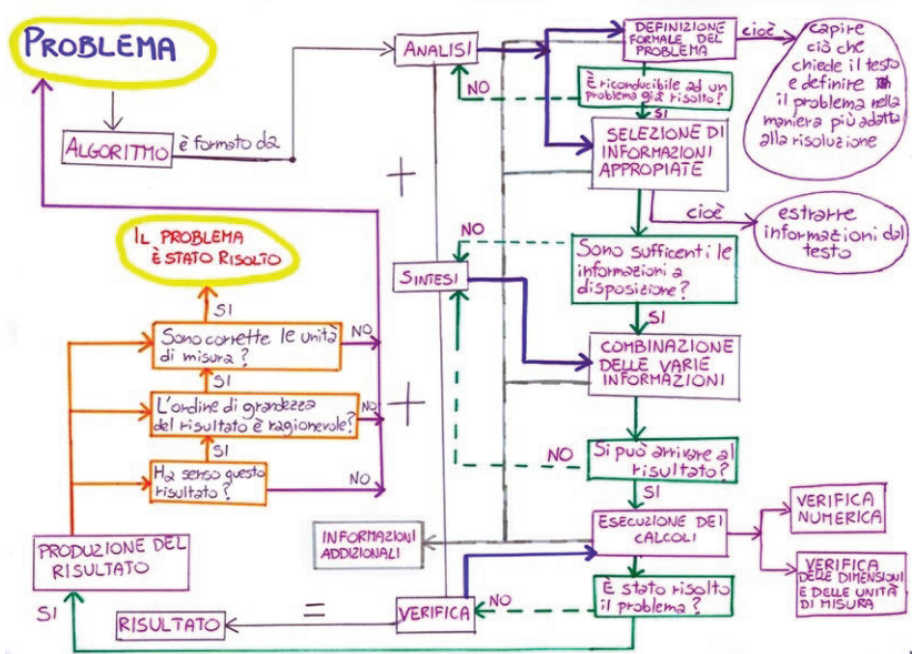 PROBLEMA
ALGORITMO
è formato da
ANALISI
DEFINIZIONE
FORMALE DEL
PROBLEMA
cioè
capire
ciò che
chiede il testo
e definire
il problema nella
maniera più adatta
alla risoluzione
NO
È riconducibile ad un
problema già risolto?
SI
SELEZIONE DI
INFORMAZIONI
APPROPIATE
cioè
estrarre
informazioni dal
testo
+
NO
Sono sufficenti le
informazioni a
disposizione?
SI
SINTESI
COMBINAZIONE
DELLE VARIE
INFORMAZIONI
+
NO
Si può arrivare al
risultato?
SI
ESECUZIONE DEI
CALCOLI
VERIFICA
NUMERICA
VERIFICA
DELLE DIMENSIONI
E DELLE UNITÀ
DI MISURA
INFORMAZIONI
ADDIZIONALI
È stato risolto
il problema?
NO
VERIFICA
=
RISULTATO
SI
PRODUZIONE DEL
RISULTATO
Ha senso questo
risultato?
NO
SI
L'ordine di grandezza
del risultato è ragionevole?
NO
SI
Sono corrette le unità
di misura?
NO
SI
IL PROBLEMA
È STATO RISOLTO